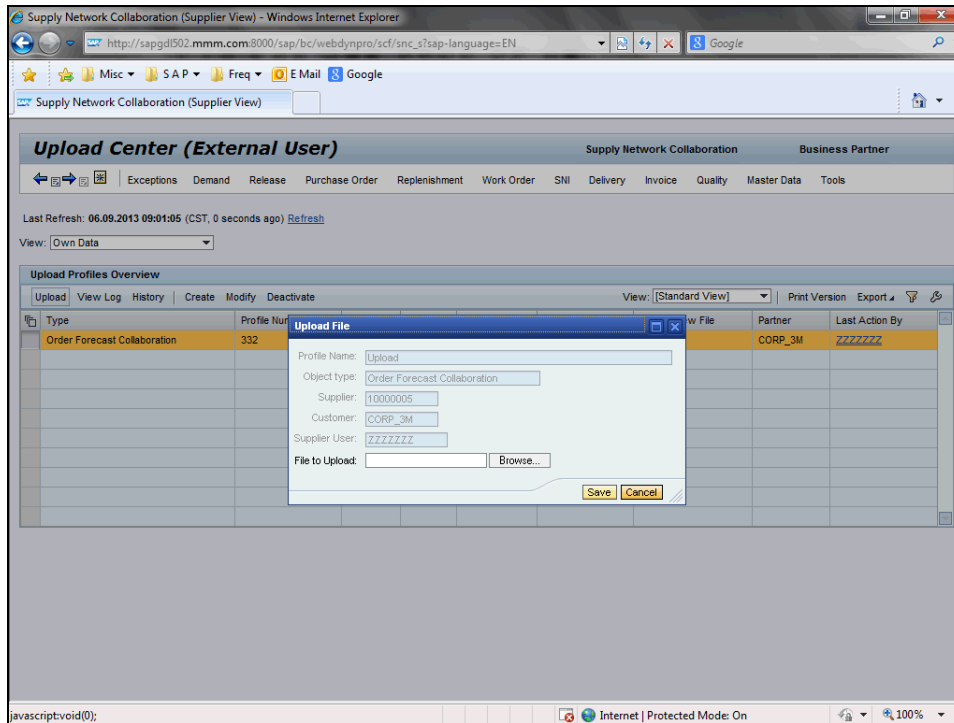 Supply Network Collaboration (Supplier View) - Windows Internet Explorer
http://sapgdl502.mmm.com:8000/sap/bc/webdynpro/scf/snc_s?sap-language=EN
Google
Misc SAP Freq E Mail Google
Supply Network Collaboration (Supplier View)
Upload Center (External User) Supply Network Collaboration Business Partner
Exceptions Demand Release Purchase Order Replenishment Work Order SNI Delivery Invoice Quality Master Data Tools
Last Refresh: 06.09.2013 09:01:05 (CST, 0 seconds ago) Refresh
View: Own Data
Upload Profiles Overview
Upload View Log History Create Modify Deactivate View: [Standard View] Print Version Export
Type Profile Nur w File Partner Last Action By
Order Forecast Collaboration 332 CORP_3M ZZZZZZZ
Upload File
Profile Name: Upload
Object type: Order Forecast Collaboration
Supplier: 10000005
Customer: CORP_3M
Supplier User: ZZZZZZZ
File to Upload: Browse...
Save Cancel
javascript:void(0);
Internet | Protected Mode: On
100%